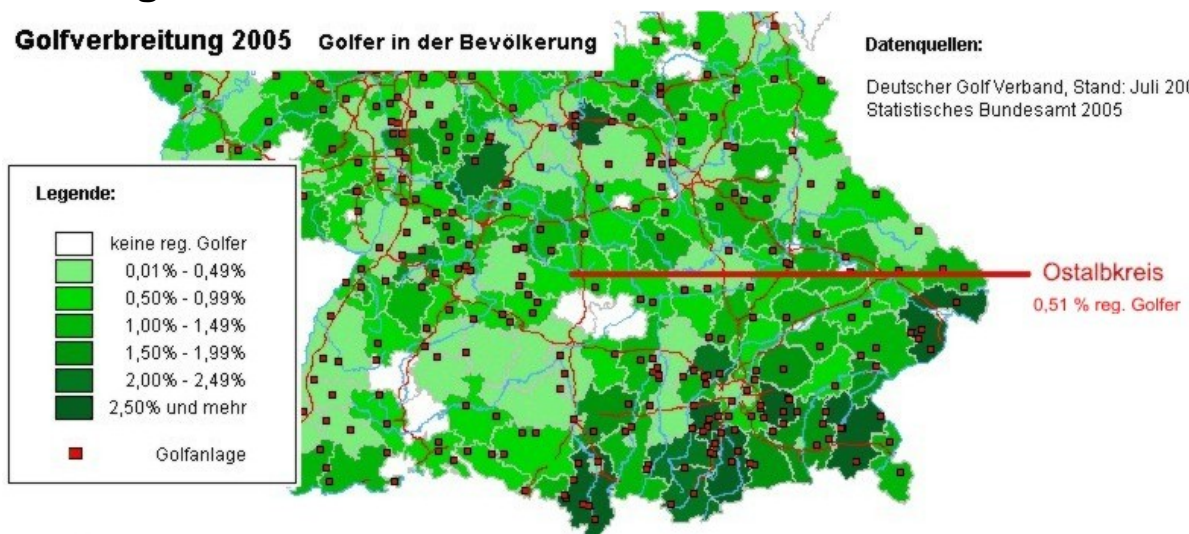 Golfverbreitung 2005 Golfer in der Bevölkerung
Datenquellen:
Deutscher Golf Verband, Stand: Juli
Statistisches Bundesamt 2005
Legende:
keine reg. Golfer
0,01% - 0,49%
0,50% - 0,99%
1,00% - 1,49%
1,50% - 1,99%
2,00% - 2,49%
2,50% und mehr
Golfanlage
Ostalbkreis
0,51 % reg. Golfer